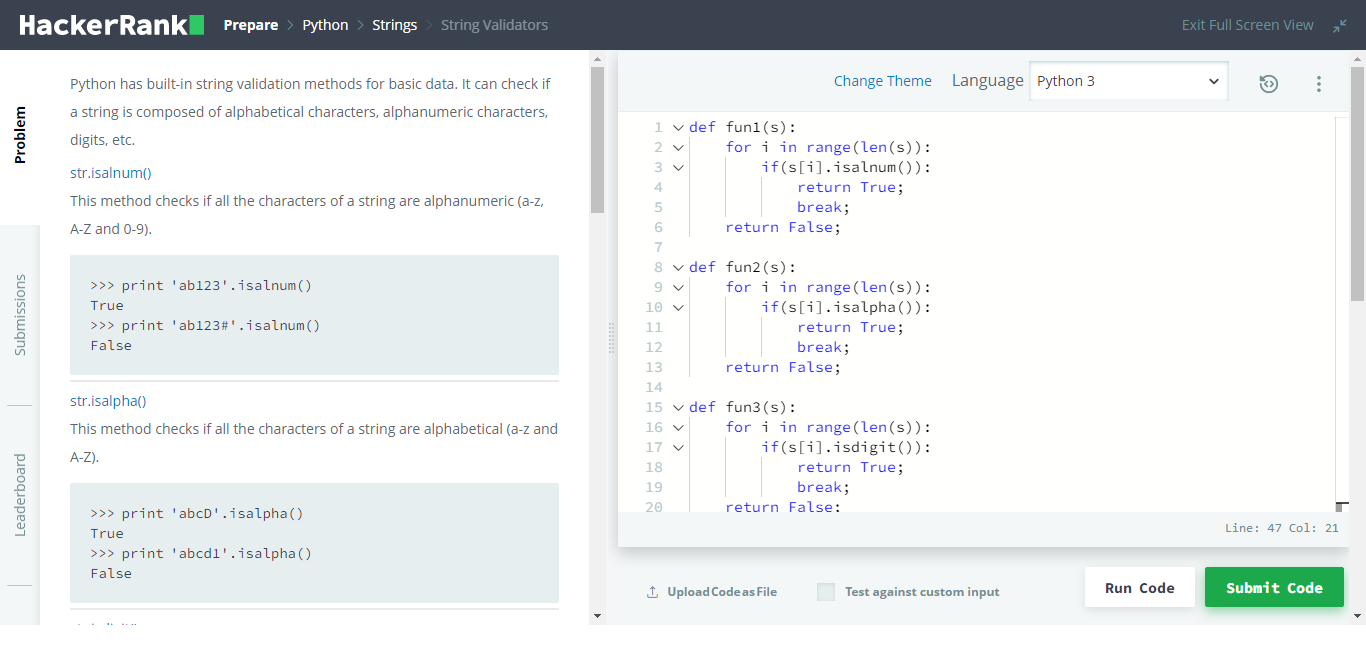 HackerRank Prepare > Python > Strings > String Validators Exit Full Screen View
Problem
Submissions
Leaderboard
Python has built-in string validation methods for basic data. It can check if
a string is composed of alphabetical characters, alphanumeric characters,
digits, etc.
str.isalnum()
This method checks if all the characters of a string are alphanumeric (a-z,
A-Z and 0-9).
>>> print 'ab123'.isalnum()
True
>>> print 'ab123#'.isalnum()
False
str.isalpha()
This method checks if all the characters of a string are alphabetical (a-z and
A-Z).
>>> print 'abcD'.isalpha()
True
>>> print 'abcd1'.isalpha()
False
Change Theme Language Python 3
1 def fun1(s):
2 for i in range(len(s)):
3 if(s[i].isalnum()):
4 return True;
5 break;
6 return False;
7
8 def fun2(s):
9 for i in range(len(s)):
10 if(s[i].isalpha()):
11 return True;
12 break;
13 return False;
14
15 def fun3(s):
16 for i in range(len(s)):
17 if(s[i].isdigit()):
18 return True;
19 break;
20 return False;
Line: 47 Col: 21
Upload Code as File Test against custom input Run Code Submit Code